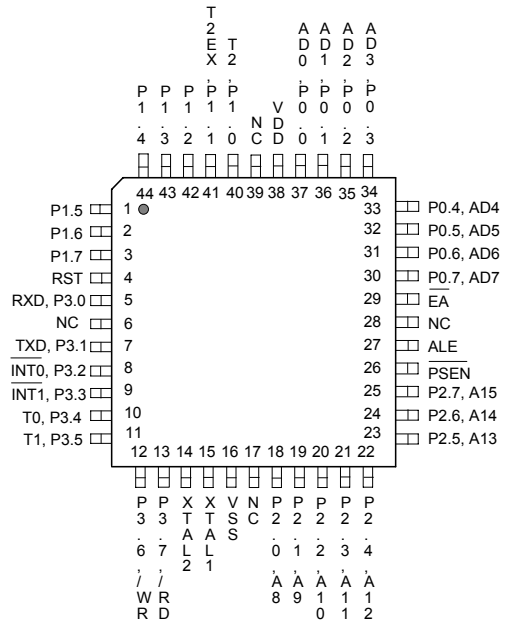 P1.4
P1.3
P1.2
T2EX,P1.1
T2,P1.0
NC
VDD
AD0,P0.0
AD1,P0.1
AD2,P0.2
AD3,P0.3
44 43 42 41 40 39 38 37 36 35 34
P1.5 1
P1.6 2
P1.7 3
RST 4
RXD, P3.0 5
NC 6
TXD, P3.1 7
INT0, P3.2 8
INT1, P3.3 9
T0, P3.4 10
T1, P3.5 11
33 P0.4, AD4
32 P0.5, AD5
31 P0.6, AD6
30 P0.7, AD7
29 EA
28 NC
27 ALE
26 PSEN
25 P2.7, A15
24 P2.6, A14
23 P2.5, A13
12 13 14 15 16 17 18 19 20 21 22
P3.6,/WR
P3.7,/RD
XTAL2
XTAL1
VSS
NC
P2.0,A8
P2.1,A9
P2.2,A10
P2.3,A11
P2.4,A12